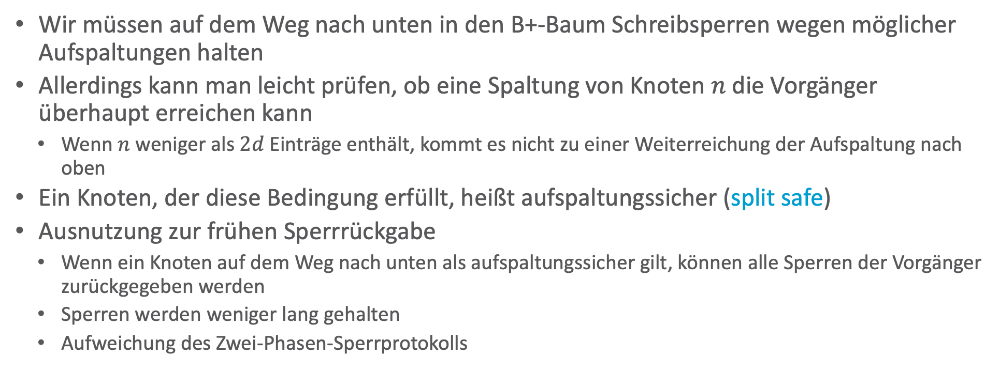 • Wir müssen auf dem Weg nach unten in den B+-Baum Schreibsperren wegen möglicher
Aufspaltungen halten
• Allerdings kann man leicht prüfen, ob eine Spaltung von Knoten n die Vorgänger
überhaupt erreichen kann
• Wenn n weniger als 2d Einträge enthält, kommt es nicht zu einer Weiterreichung der Aufspaltung nach
oben
• Ein Knoten, der diese Bedingung erfüllt, heißt aufspaltungssicher (split safe)
• Ausnutzung zur frühen Sperrrückgabe
• Wenn ein Knoten auf dem Weg nach unten als aufspaltungssicher gilt, können alle Sperren der Vorgänger
zurückgegeben werden
• Sperren werden weniger lang gehalten
• Aufweichung des Zwei-Phasen-Sperrprotokolls